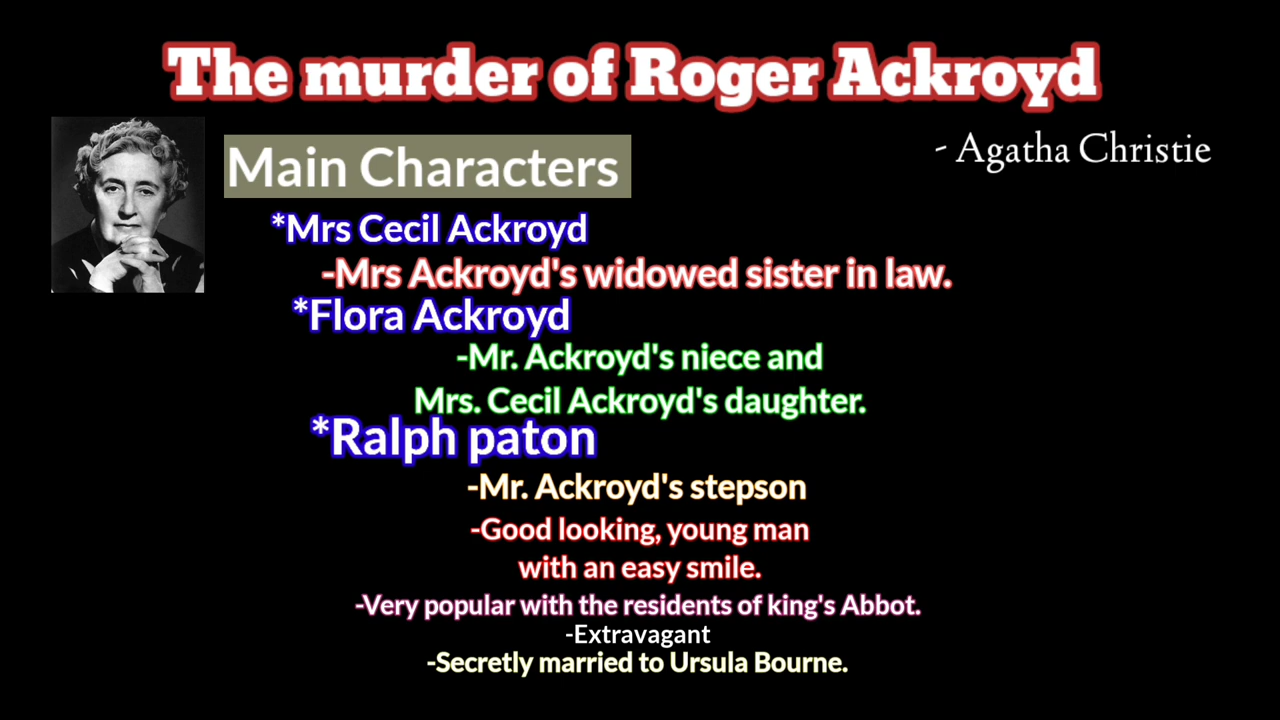 The murder of Roger Ackroyd
- Agatha Christie
Main Characters
*Mrs Cecil Ackroyd
-Mrs Ackroyd's widowed sister in law.
*Flora Ackroyd
-Mr. Ackroyd's niece and
Mrs. Cecil Ackroyd's daughter.
*Ralph paton
-Mr. Ackroyd's stepson
-Good looking, young man
with an easy smile.
-Very popular with the residents of king's Abbot.
-Extravagant
-Secretly married to Ursula Bourne.